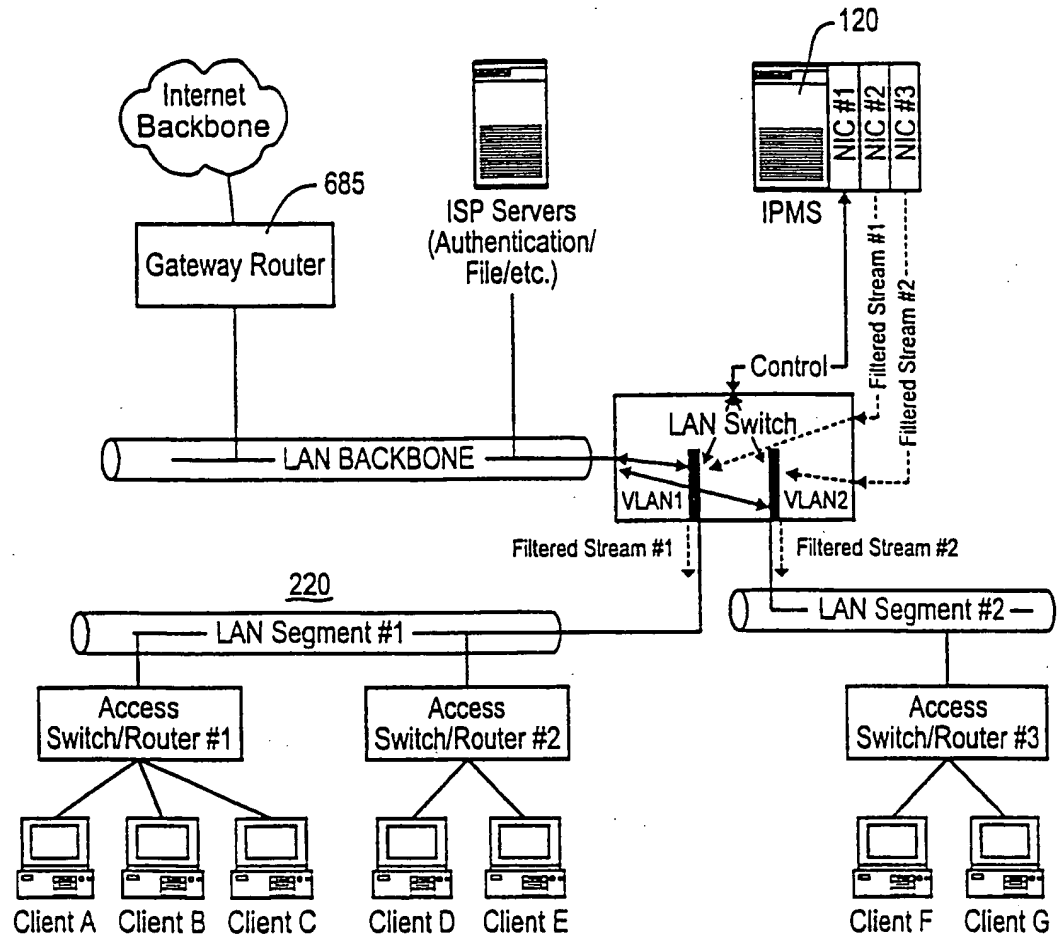 120
Internet
Backbone
NIC #1
NIC #2
NIC #3
685
ISP Servers
(Authentication/
File/etc.)
IPMS
Gateway Router
Filtered Stream #1
Filtered Stream #2
Control
LAN Switch
LAN BACKBONE
VLAN1
VLAN2
Filtered Stream #1
Filtered Stream #2
220
LAN Segment #1
LAN Segment #2
Access
Switch/Router #1
Access
Switch/Router #2
Access
Switch/Router #3
Client A
Client B
Client C
Client D
Client E
Client F
Client G